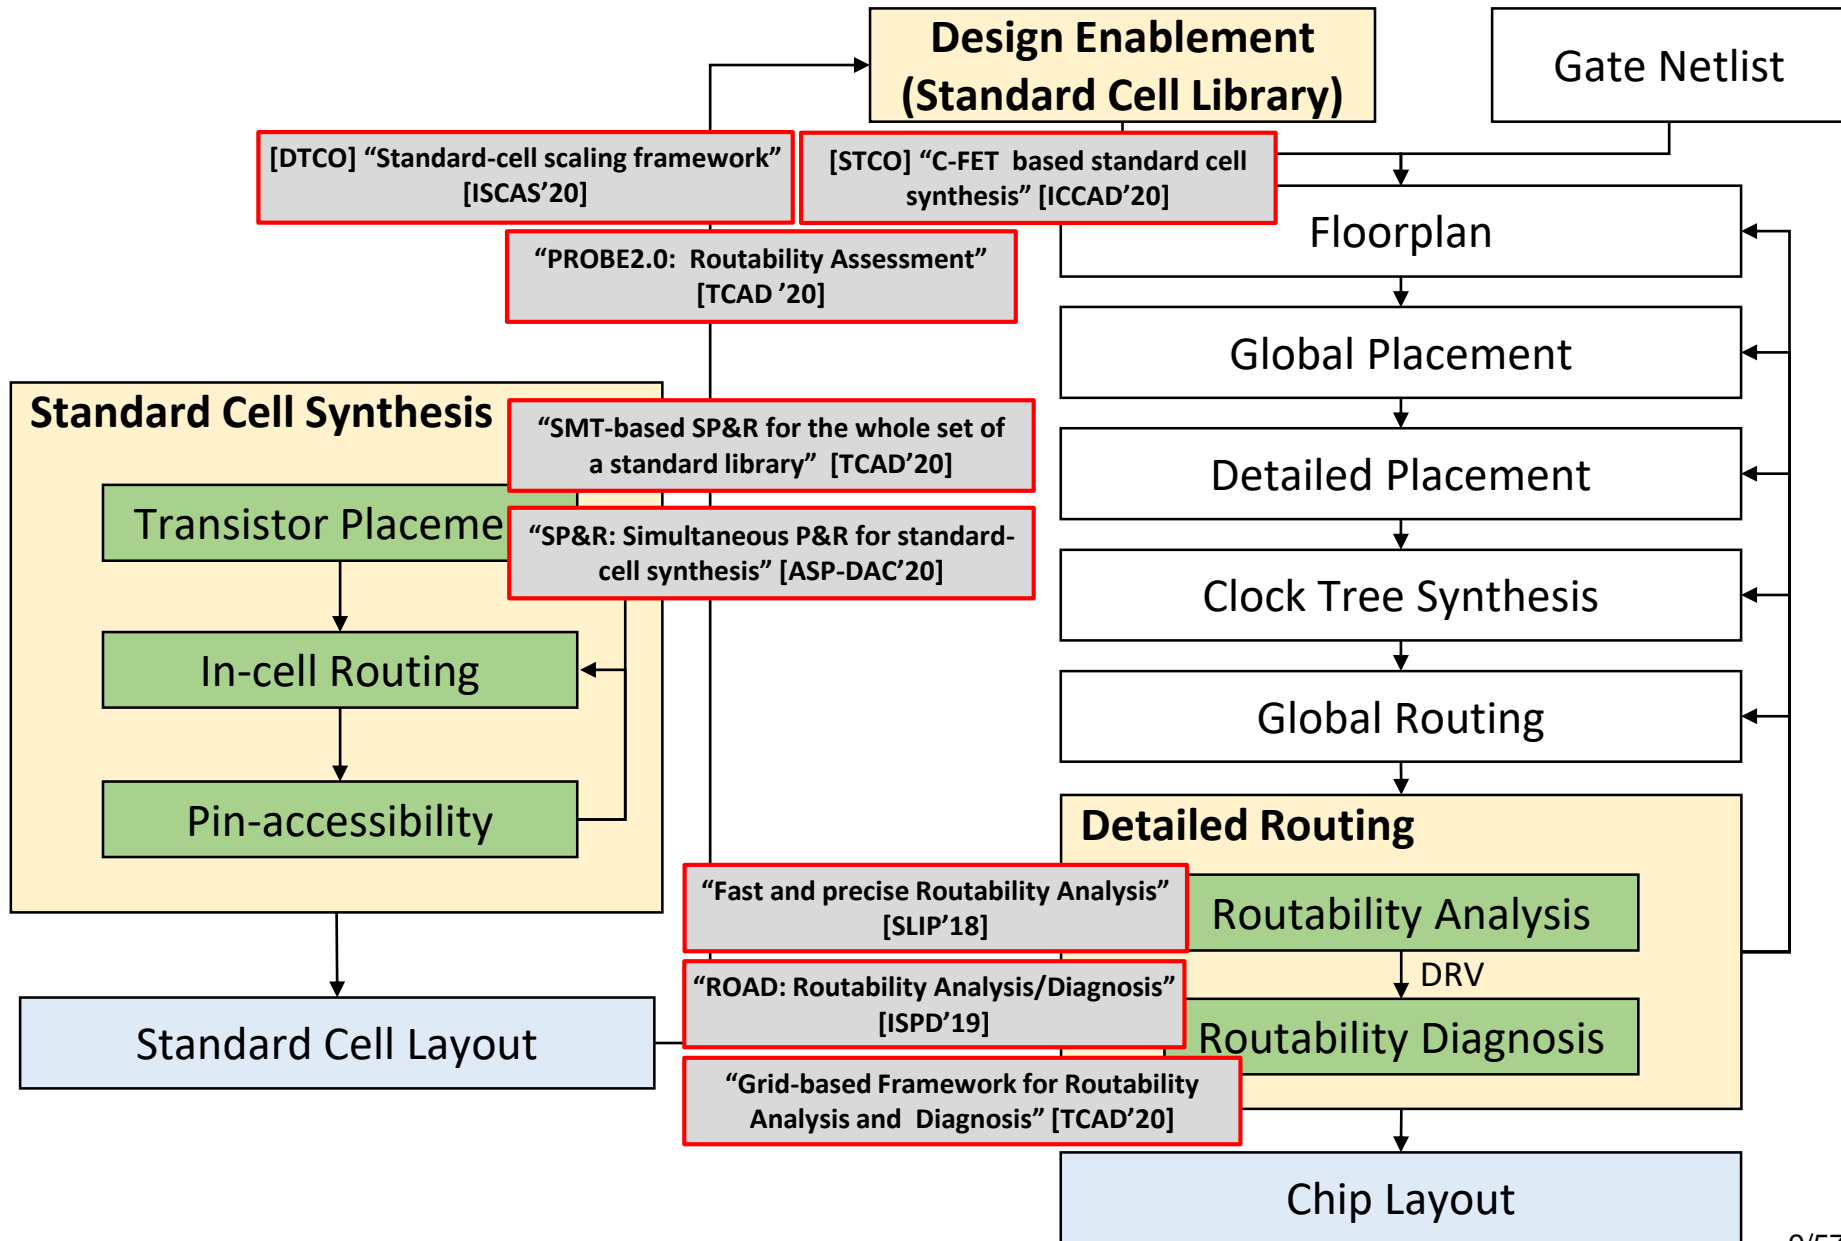 Design Enablement
(Standard Cell Library)
Gate Netlist
[DTCO] “Standard-cell scaling framework”
[ISCAS’20]
[STCO] “C-FET based standard cell
synthesis” [ICCAD’20]
Floorplan
“PROBE2.0: Routability Assessment”
[TCAD ’20]
Global Placement
Standard Cell Synthesis
“SMT-based SP&R for the whole set of
a standard library” [TCAD’20]
Detailed Placement
Transistor Placeme
“SP&R: Simultaneous P&R for standard-
cell synthesis” [ASP-DAC’20]
Clock Tree Synthesis
In-cell Routing
Global Routing
Pin-accessibility
Detailed Routing
“Fast and precise Routability Analysis”
[SLIP’18]
Routability Analysis
DRV
“ROAD: Routability Analysis/Diagnosis”
[ISPD’19]
Routability Diagnosis
Standard Cell Layout
“Grid-based Framework for Routability
Analysis and Diagnosis” [TCAD’20]
Chip Layout